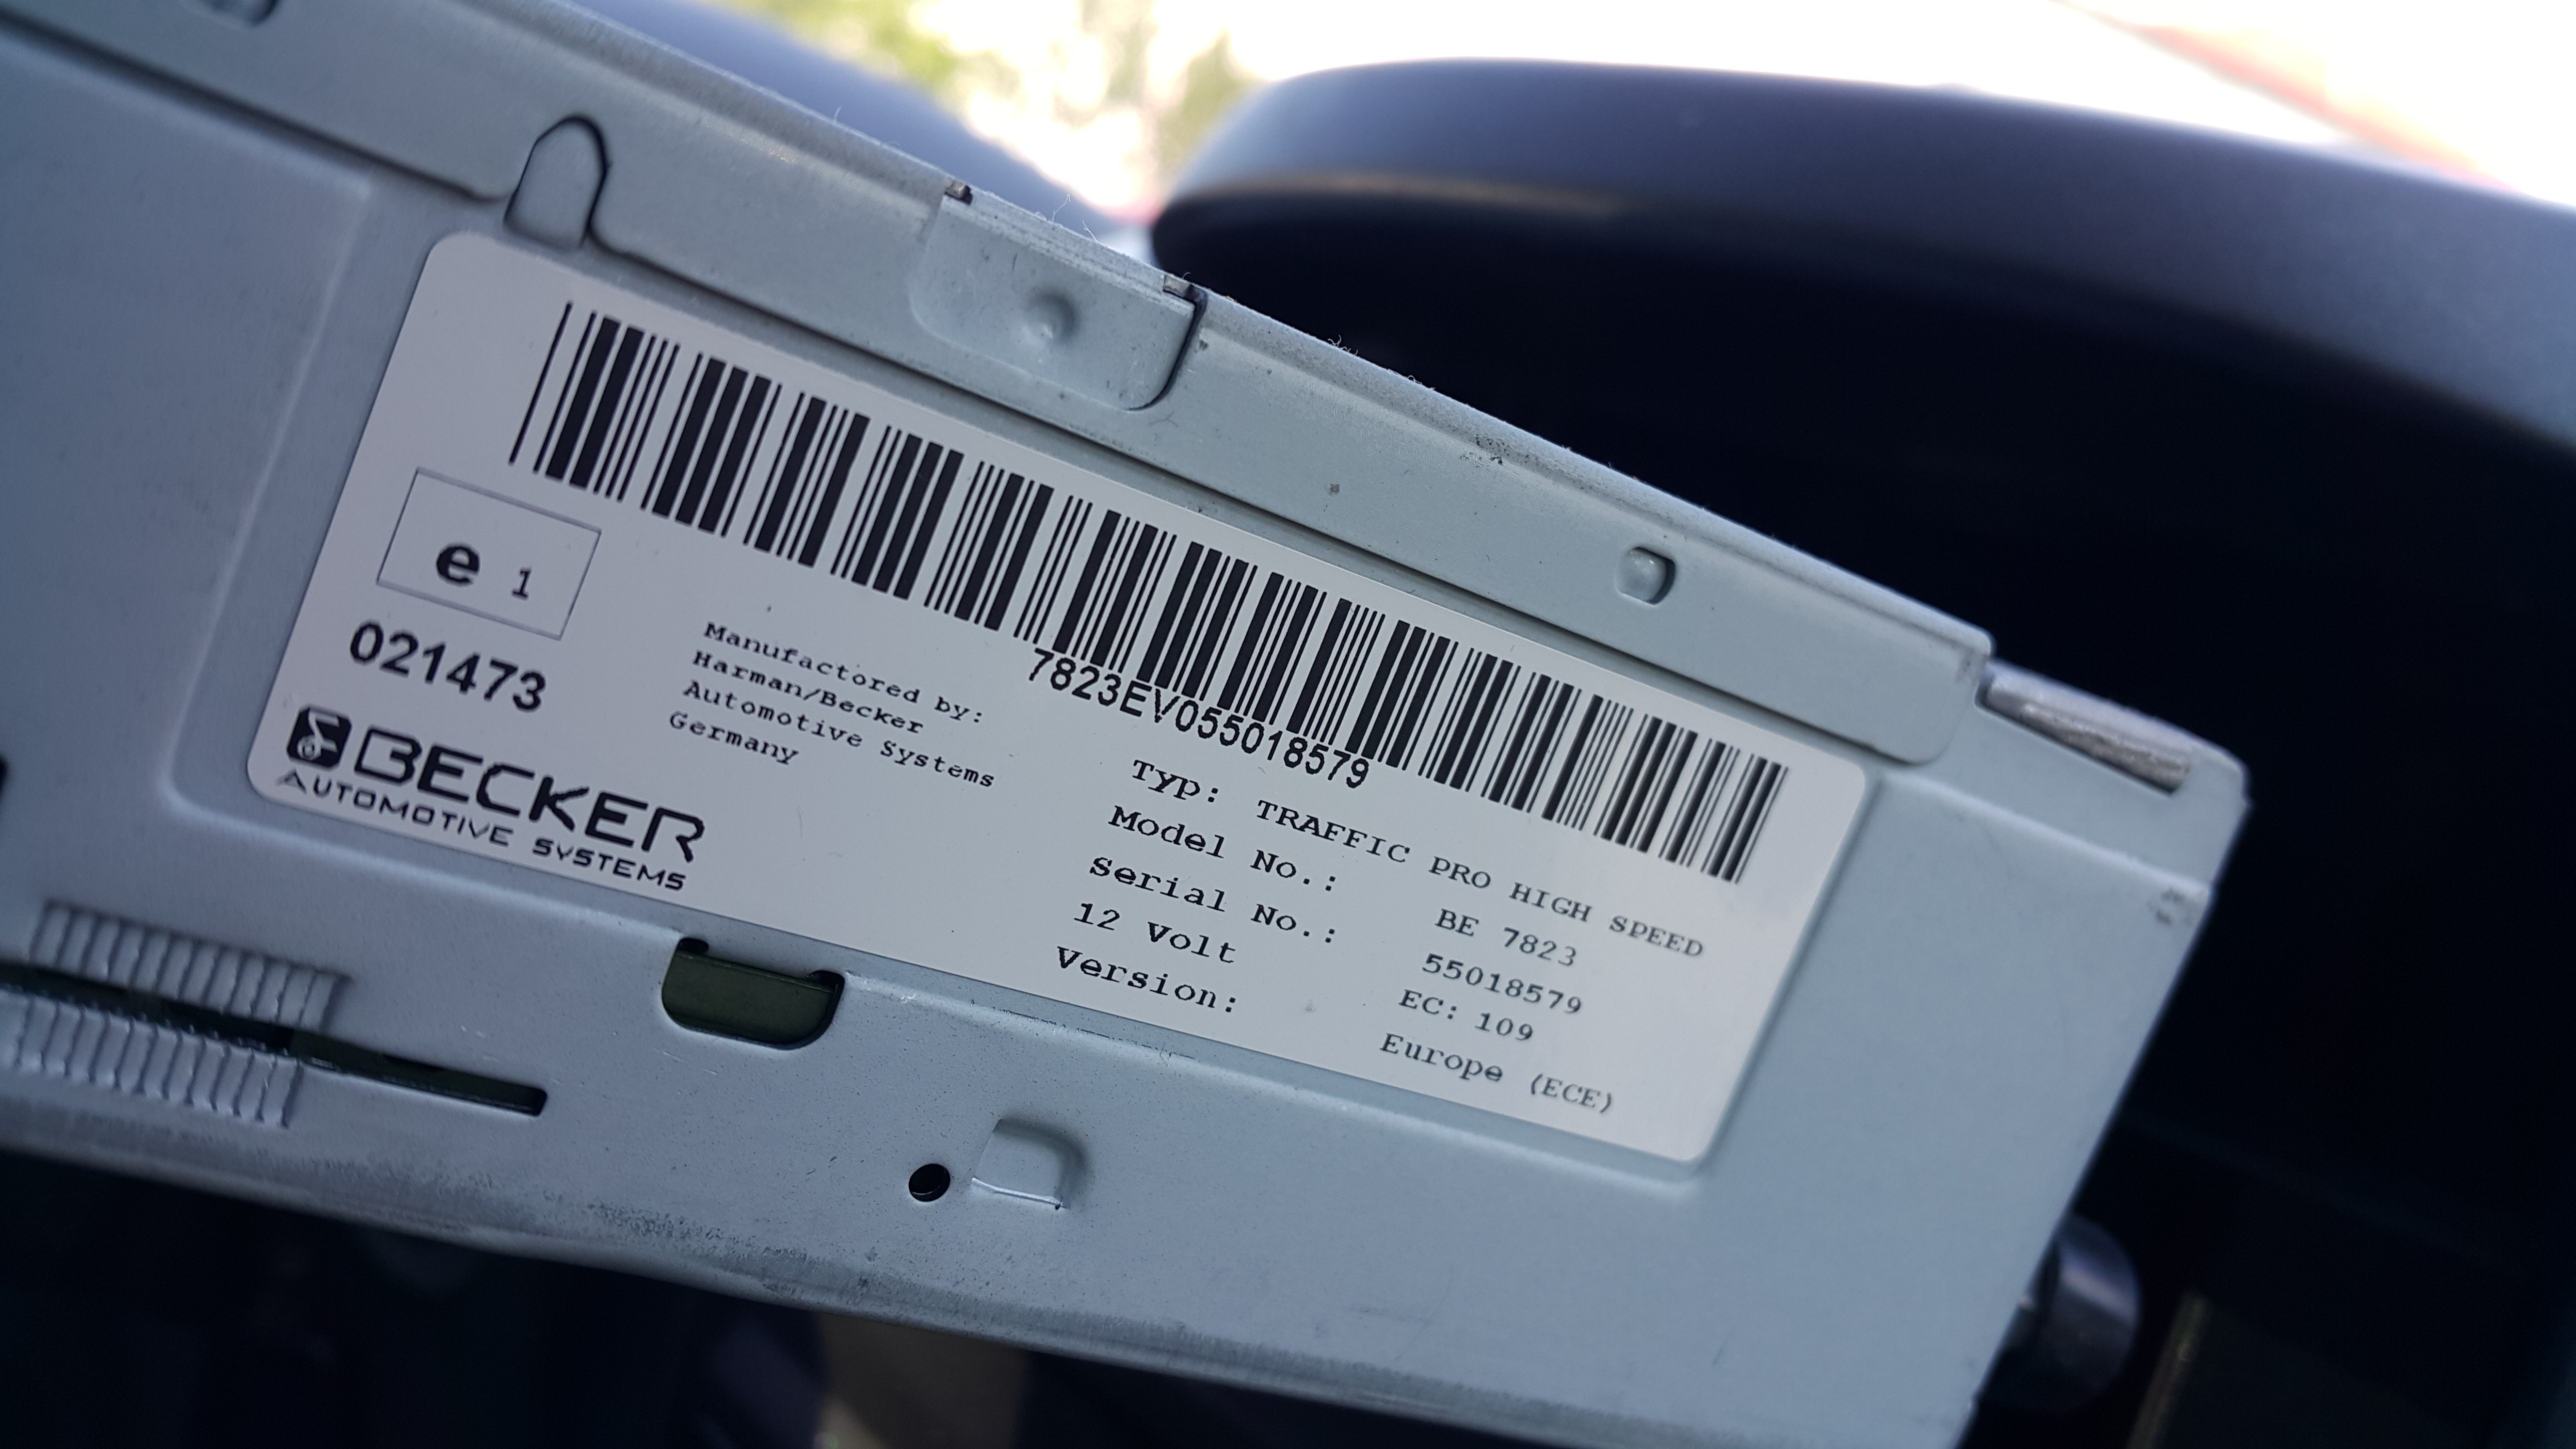 7823EV055018579
e 1
021473
BECKER
AUTOMOTIVE SYSTEMS
Manufactored by:
Harman/Becker
Automotive Systems
Germany
Typ: TRAFFIC PRO HIGH SPEED
Model No.: BE 7823
Serial No.: 55018579
12 Volt EC: 109
Version: Europe (ECE)